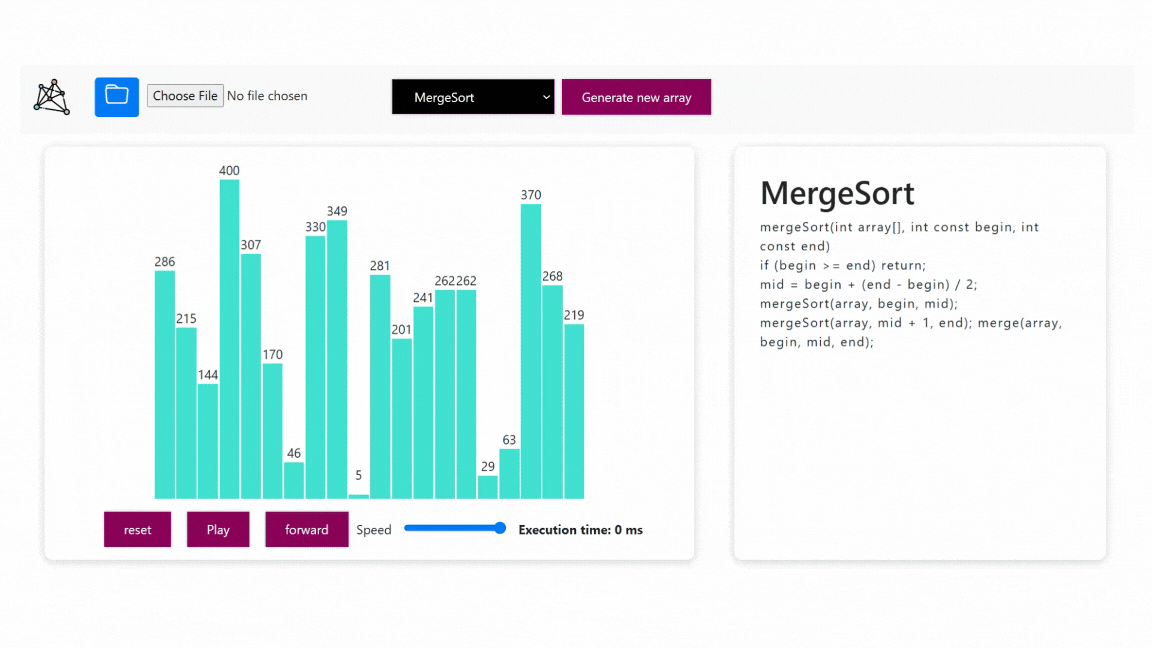 Choose File No file chosen
MergeSort
Generate new array
286
215
144
400
307
170
46
330
349
5
281
201
241
262
262
29
63
370
268
219
reset
Play
forward
Speed
Execution time: 0 ms
MergeSort
mergeSort(int array[], int const begin, int
const end)
if (begin >= end) return;
mid = begin + (end - begin) / 2;
mergeSort(array, begin, mid);
mergeSort(array, mid + 1, end); merge(array,
begin, mid, end);